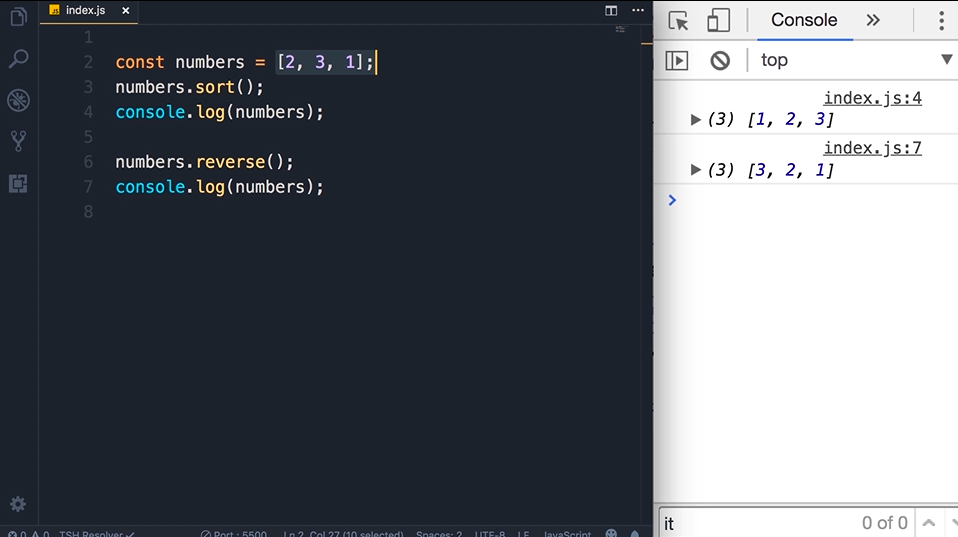 index.js ×
1
2 const numbers = [2, 3, 1];
3 numbers.sort();
4 console.log(numbers);
5
6 numbers.reverse();
7 console.log(numbers);
8
0 0 TSH Resolver Port : 5500 Ln 2, Col 27 (10 selected) Spaces: 2 UTF-8 LF JavaScript
Console »
top
index.js:4
(3) [1, 2, 3]
index.js:7
(3) [3, 2, 1]
it 0 of 0